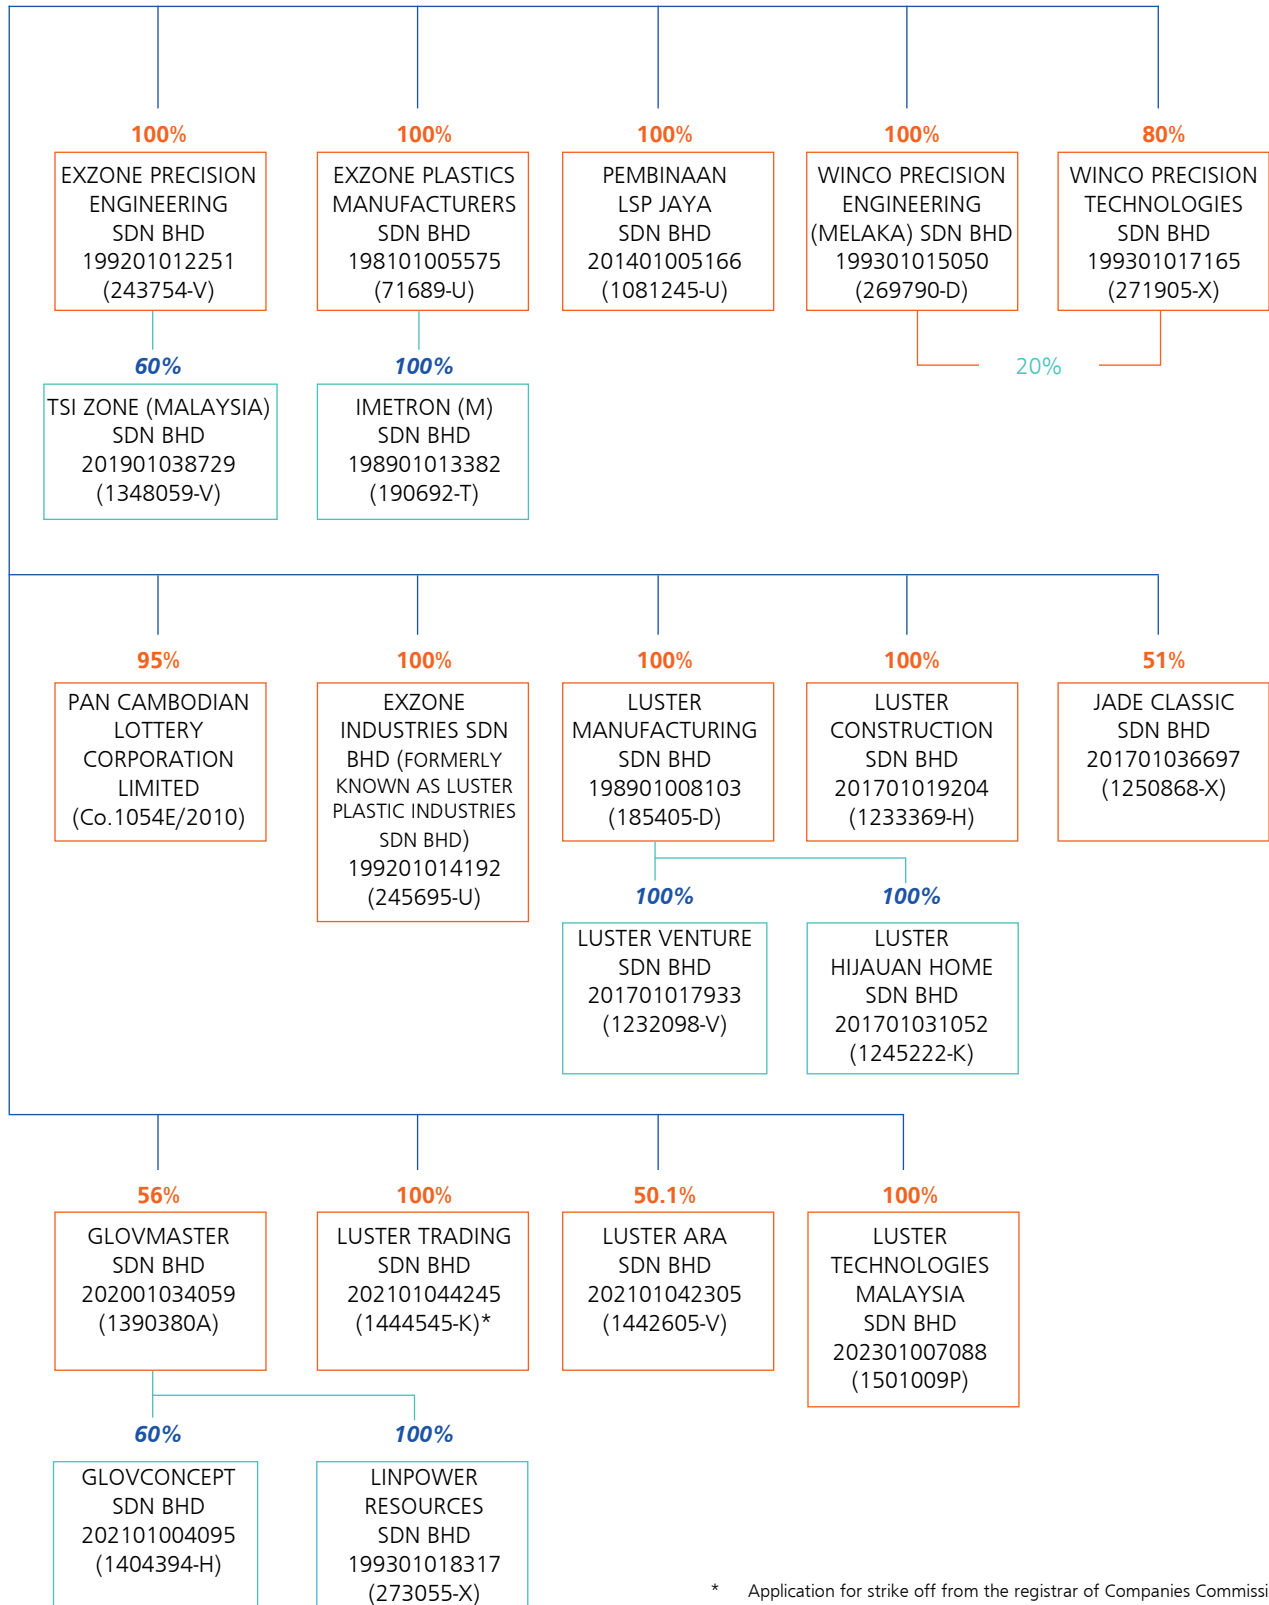 100%
EXZONE PRECISION
ENGINEERING
SDN BHD
199201012251
(243754-V)
100%
EXZONE PLASTICS
MANUFACTURERS
SDN BHD
198101005575
(71689-U)
100%
PEMBINAAN
LSP JAYA
SDN BHD
201401005166
(1081245-U)
100%
WINCO PRECISION
ENGINEERING
(MELAKA) SDN BHD
199301015050
(269790-D)
80%
WINCO PRECISION
TECHNOLOGIES
SDN BHD
199301017165
(271905-X)
60%
TSI ZONE (MALAYSIA)
SDN BHD
201901038729
(1348059-V)
100%
IMETRON (M)
SDN BHD
198901013382
(190692-T)
20%
95%
PAN CAMBODIAN
LOTTERY
CORPORATION
LIMITED
(Co.1054E/2010)
100%
EXZONE
INDUSTRIES SDN
BHD (FORMERLY
KNOWN AS LUSTER
PLASTIC INDUSTRIES
SDN BHD)
199201014192
(245695-U)
100%
LUSTER
MANUFACTURING
SDN BHD
198901008103
(185405-D)
100%
LUSTER
CONSTRUCTION
SDN BHD
201701019204
(1233369-H)
51%
JADE CLASSIC
SDN BHD
201701036697
(1250868-X)
100%
LUSTER VENTURE
SDN BHD
201701017933
(1232098-V)
100%
LUSTER
HIJAUAN HOME
SDN BHD
201701031052
(1245222-K)
56%
GLOVMASTER
SDN BHD
202001034059
(1390380A)
100%
LUSTER TRADING
SDN BHD
202101044245
(1444545-K)*
50.1%
LUSTER ARA
SDN BHD
202101042305
(1442605-V)
100%
LUSTER
TECHNOLOGIES
MALAYSIA
SDN BHD
202301007088
(1501009P)
60%
GLOVCONCEPT
SDN BHD
202101004095
(1404394-H)
100%
LINPOWER
RESOURCES
SDN BHD
199301018317
(273055-X)
* Application for strike off from the registrar of Companies Commissi